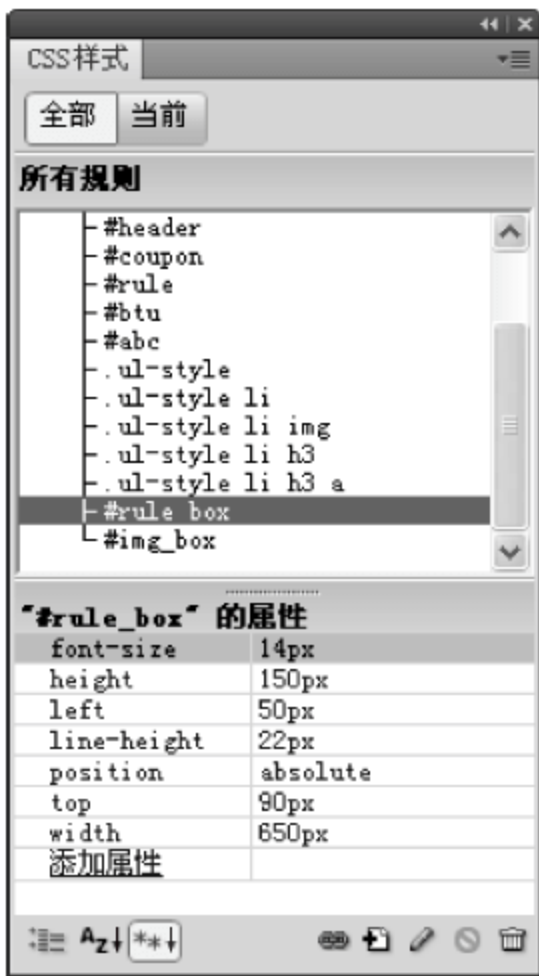 CSS样式
全部 当前
所有规则
#header
#coupon
#rule
#btu
#abc
.ul-style
.ul-style li
.ul-style li img
.ul-style li h3
.ul-style li h3 a
#rule_box
#img_box
"#rule_box" 的属性
font-size 14px
height 150px
left 50px
line-height 22px
position absolute
top 90px
width 650px
添加属性